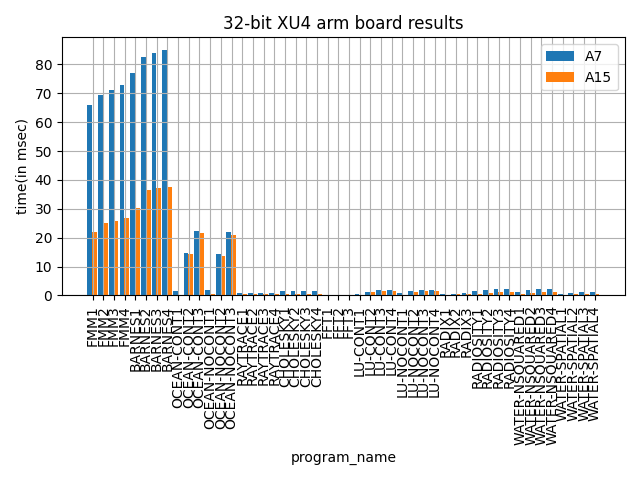 32-bit XU4 arm board results
A7
A15
time(in msec)
80
70
60
50
40
30
20
10
0
FMM1
FMM2
FMM3
FMM4
BARNES1
BARNES2
BARNES3
BARNES4
OCEAN-CONT1
OCEAN-CONT2
OCEAN-CONT3
OCEAN-NOCONT1
OCEAN-NOCONT2
OCEAN-NOCONT3
RAYTRACE1
RAYTRACE2
RAYTRACE3
RAYTRACE4
CHOLESKY1
CHOLESKY2
CHOLESKY3
CHOLESKY4
FFT1
FFT2
FFT3
LU-CONT1
LU-CONT2
LU-CONT3
LU-CONT4
LU-NOCONT1
LU-NOCONT2
LU-NOCONT3
LU-NOCONT4
RADIX1
RADIX2
RADIX3
RADIOSITY1
RADIOSITY2
RADIOSITY3
RADIOSITY4
WATER-NSQUARED1
WATER-NSQUARED2
WATER-NSQUARED3
WATER-NSQUARED4
WATER-SPATIAL1
WATER-SPATIAL2
WATER-SPATIAL3
WATER-SPATIAL4
program_name